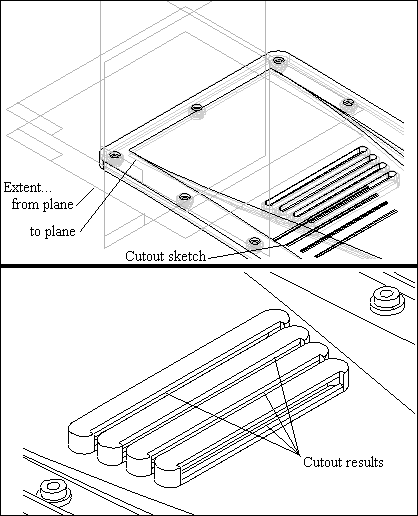 Extent...
from plane
to plane
Cutout sketch
Cutout results